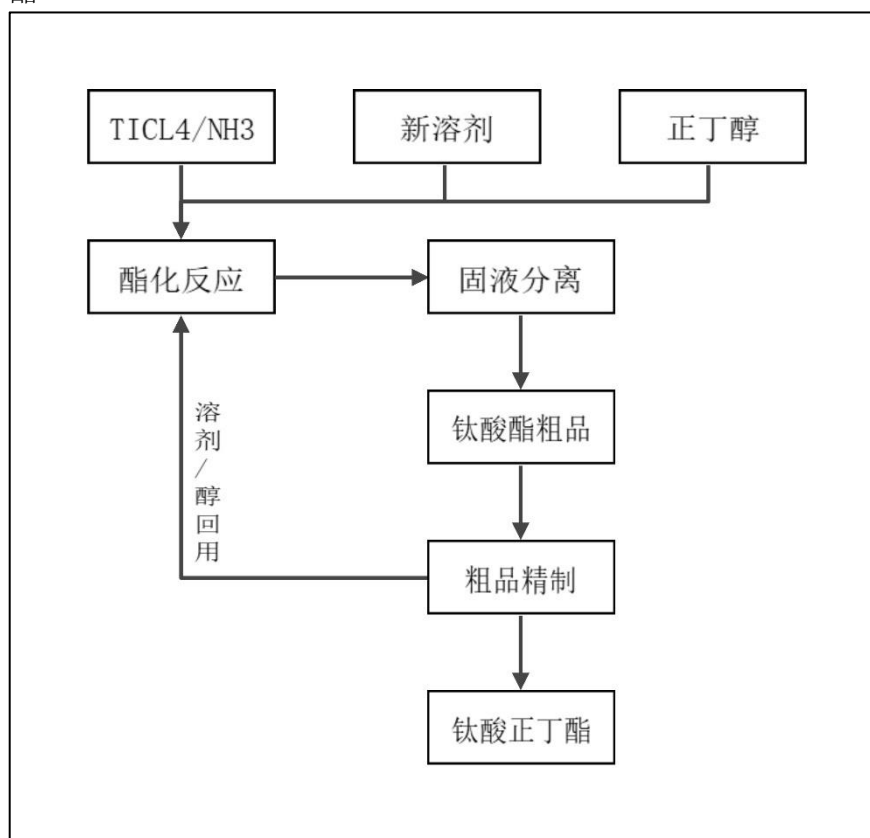 TICL4/NH3
新溶剂
正丁醇
酯化反应
固液分离
溶剂/醇回用
钛酸酯粗品
粗品精制
钛酸正丁酯